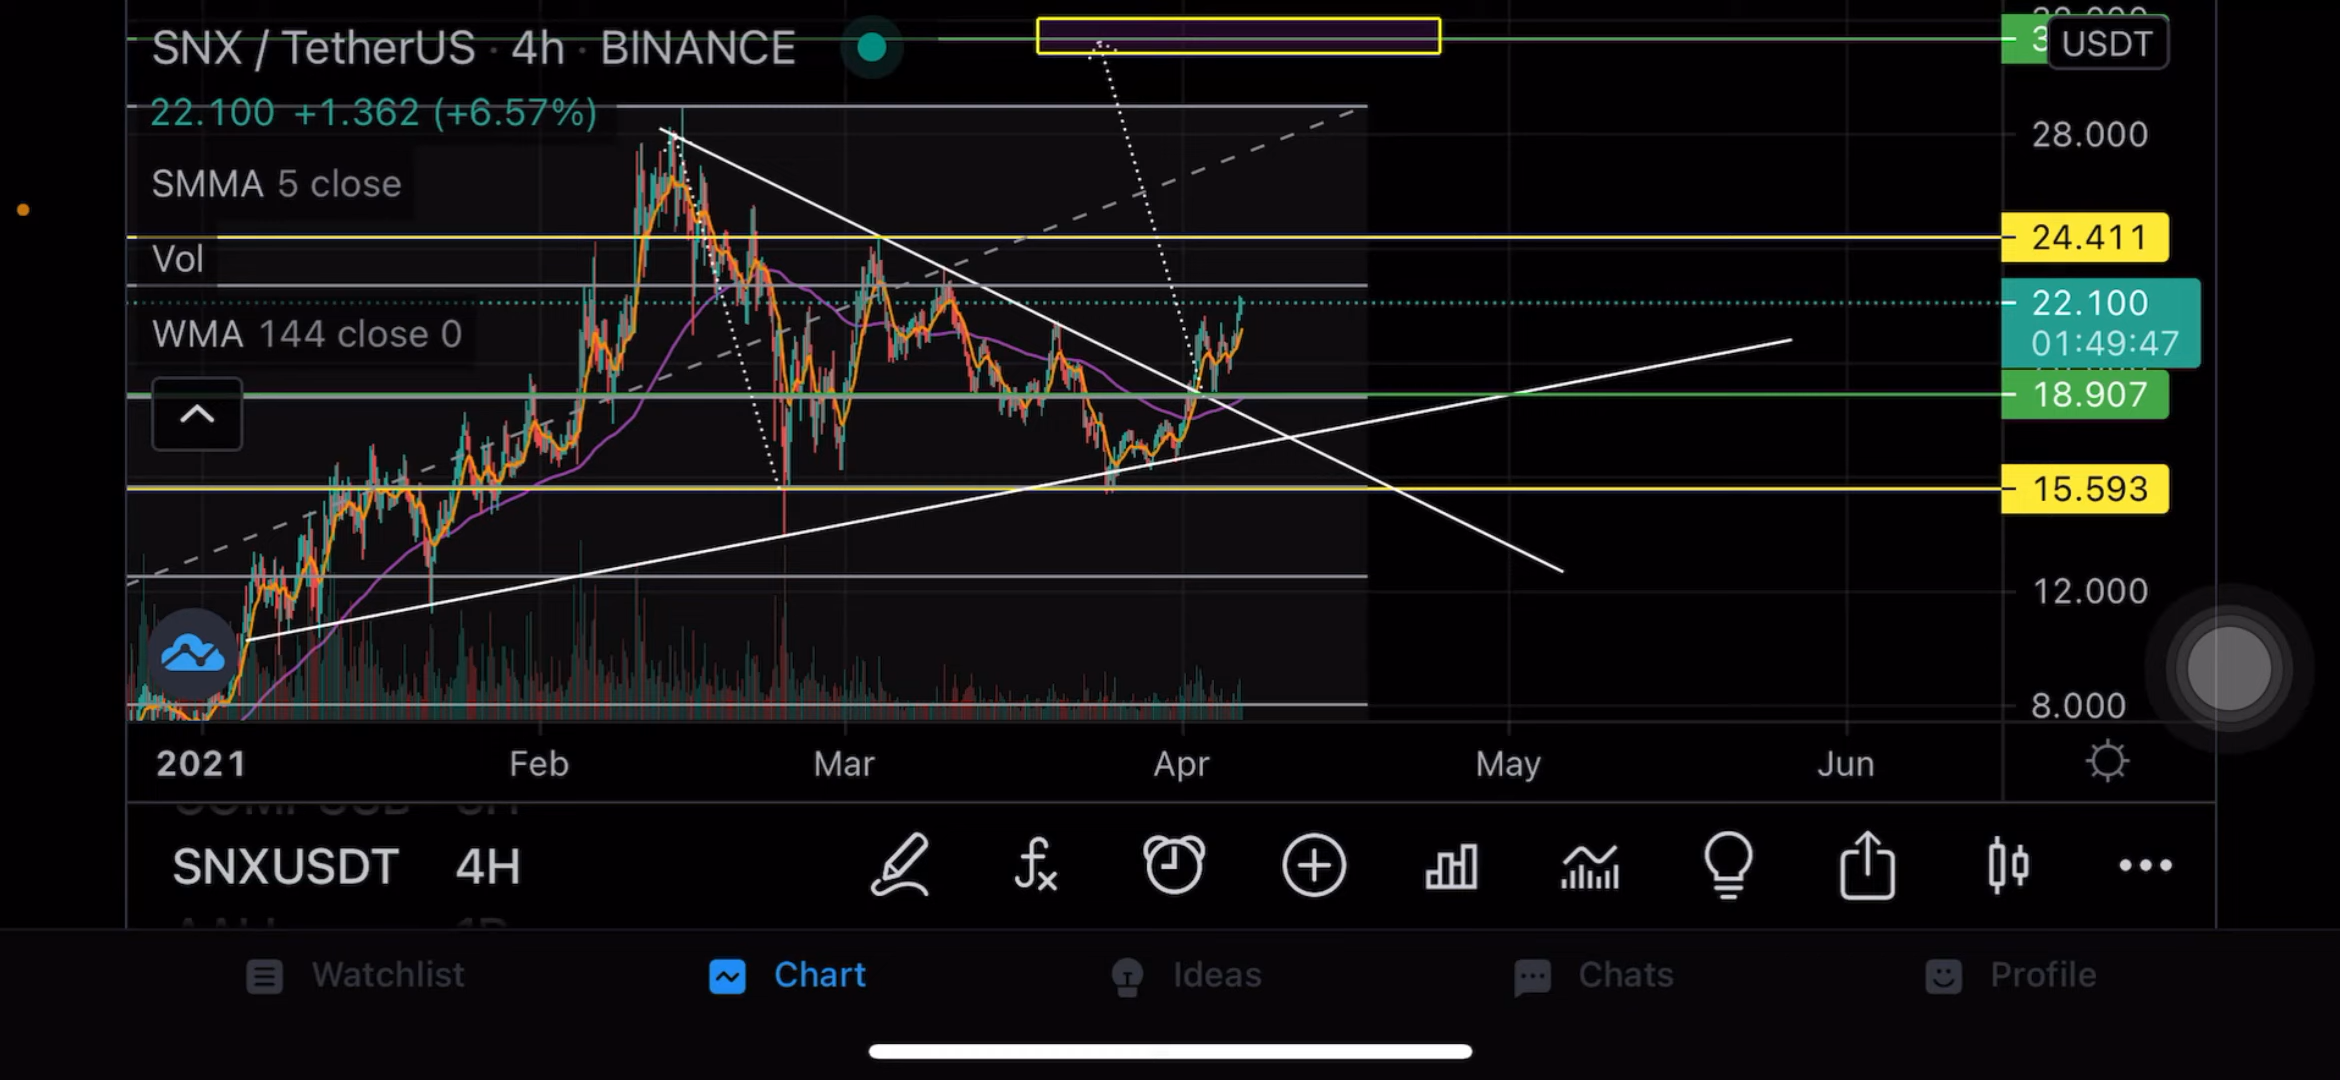 SNX / TetherUS · 4h · BINANCE
USDT
22.100 +1.362 (+6.57%)
28.000
SMMA 5 close
24.411
Vol
22.100
WMA 144 close 0
01:49:47
18.907
15.593
12.000
8.000
2021 Feb Mar Apr May Jun
SNXUSDT 4H
Watchlist Chart Ideas Chats Profile